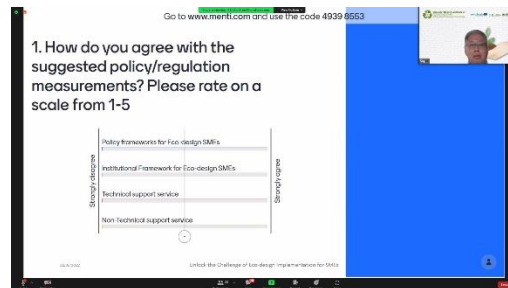 Go to www.menti.com and use the code 4939 8553
1. How do you agree with the
suggested policy/regulation
measurements? Please rate on a
scale from 1-5
Strongly disagree
Policy frameworks for Eco-design SMEs
Institutional Framework for Eco-design SMEs
Technical support service
Non-Technical support service
Strongly agree
Unlock the Challenge of Eco-design Implementation for SMEs